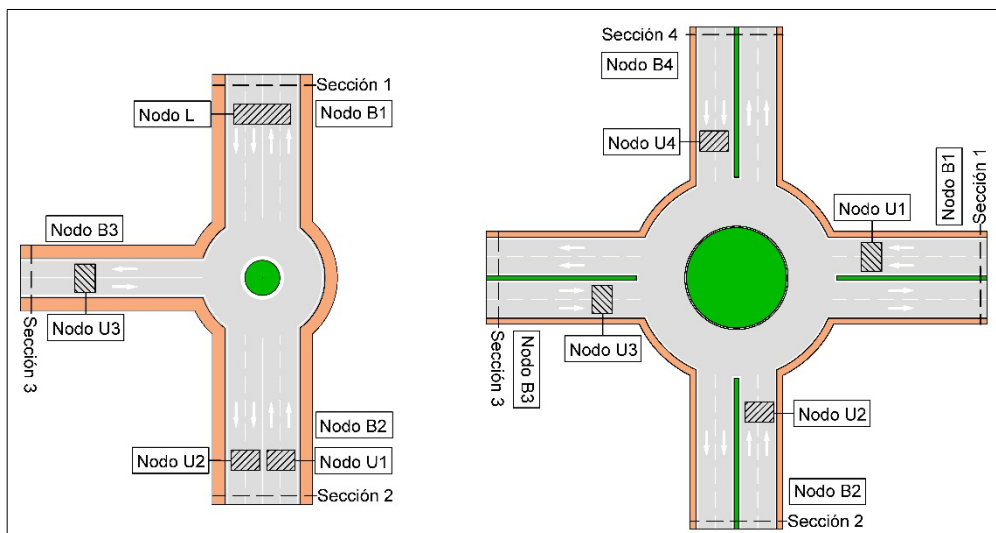 Sección 1
Nodo L
Nodo B1
Nodo B3
Nodo U3
Sección 3
Nodo B2
Nodo U2
Nodo U1
Sección 2
Sección 4
Nodo B4
Nodo U4
Nodo U1
Nodo B1
Sección 1
Nodo U3
Nodo B3
Sección 3
Nodo U2
Nodo B2
Sección 2